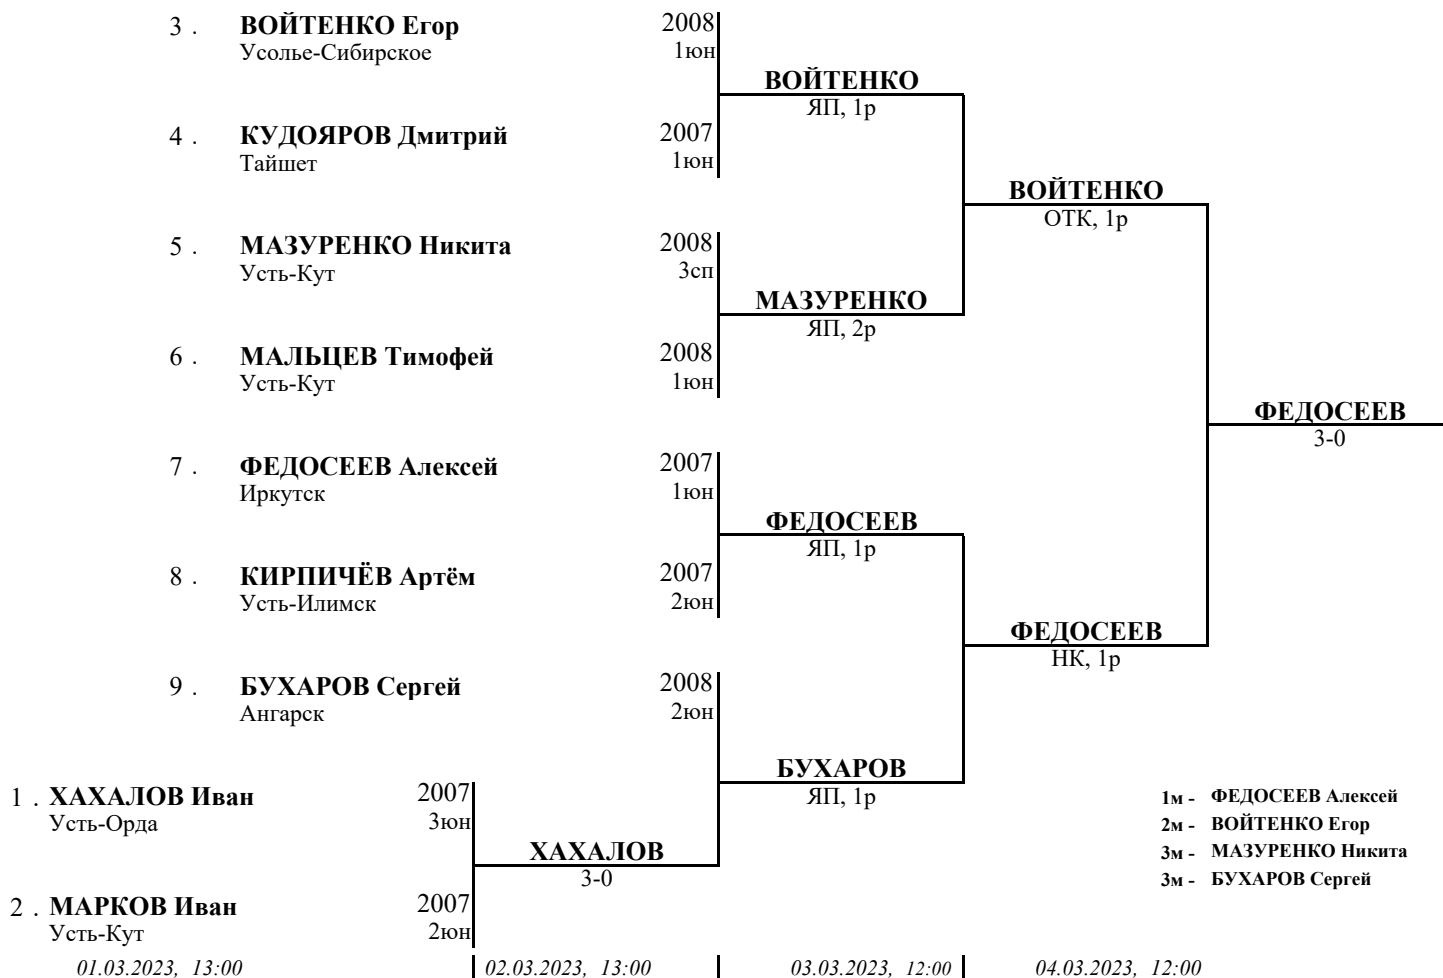 3 . ВОЙТЕНКО Егор 2008
Усолье-Сибирское 1юн
ВОЙТЕНКО
ЯП, 1р
4 . КУДОЯРОВ Дмитрий 2007
Тайшет 1юн
ВОЙТЕНКО
ОТК, 1р
5 . МАЗУРЕНКО Никита 2008
Усть-Кут 3сп
МАЗУРЕНКО
ЯП, 2р
6 . МАЛЬЦЕВ Тимофей 2008
Усть-Кут 1юн
ФЕДОСЕЕВ
3-0
7 . ФЕДОСЕЕВ Алексей 2007
Иркутск 1юн
ФЕДОСЕЕВ
ЯП, 1р
8 . КИРПИЧЁВ Артём 2007
Усть-Илимск 2юн
ФЕДОСЕЕВ
НК, 1р
9 . БУХАРОВ Сергей 2008
Ангарск 2юн
БУХАРОВ
ЯП, 1р
1 . ХАХАЛОВ Иван 2007
Усть-Орда 3юн
ХАХАЛОВ
3-0
2 . МАРКОВ Иван 2007
Усть-Кут 2юн
1м - ФЕДОСЕЕВ Алексей
2м - ВОЙТЕНКО Егор
3м - МАЗУРЕНКО Никита
3м - БУХАРОВ Сергей
01.03.2023, 13:00 02.03.2023, 13:00 03.03.2023, 12:00 04.03.2023, 12:00